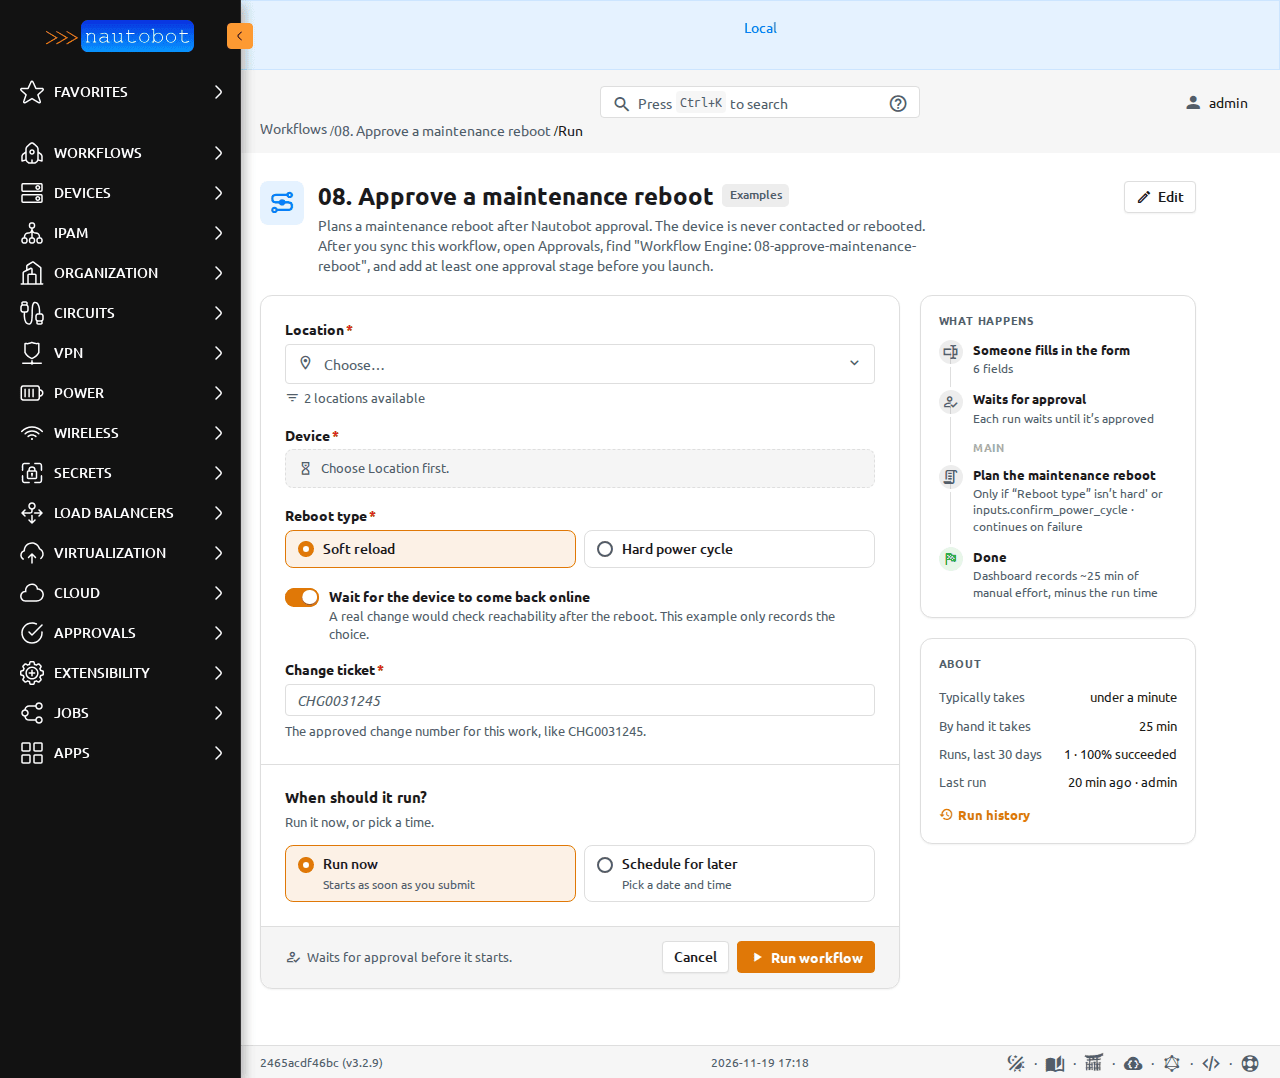 >>> nautobot
Local
FAVORITES
WORKFLOWS
DEVICES
IPAM
ORGANIZATION
CIRCUITS
VPN
POWER
WIRELESS
SECRETS
LOAD BALANCERS
VIRTUALIZATION
CLOUD
APPROVALS
EXTENSIBILITY
JOBS
APPS
Press Ctrl+K to search
admin
Workflows /08. Approve a maintenance reboot /Run
08. Approve a maintenance reboot Examples
Edit
Plans a maintenance reboot after Nautobot approval. The device is never contacted or rebooted.
After you sync this workflow, open Approvals, find "Workflow Engine: 08-approve-maintenance-
reboot", and add at least one approval stage before you launch.
Location*
Choose…
2 locations available
Device*
Choose Location first.
Reboot type*
Soft reload
Hard power cycle
Wait for the device to come back online
A real change would check reachability after the reboot. This example only records the
choice.
Change ticket*
CHG0031245
The approved change number for this work, like CHG0031245.
When should it run?
Run it now, or pick a time.
Run now
Starts as soon as you submit
Schedule for later
Pick a date and time
Waits for approval before it starts.
Cancel
Run workflow
WHAT HAPPENS
Someone fills in the form
6 fields
Waits for approval
Each run waits until it's approved
MAIN
Plan the maintenance reboot
Only if “Reboot type” isn’t hard' or
inputs.confirm_power_cycle ·
continues on failure
Done
Dashboard records ~25 min of
manual effort, minus the run time
ABOUT
Typically takes under a minute
By hand it takes 25 min
Runs, last 30 days 1 · 100% succeeded
Last run 20 min ago · admin
Run history
2465acdf46bc (v3.2.9)
2026-11-19 17:18